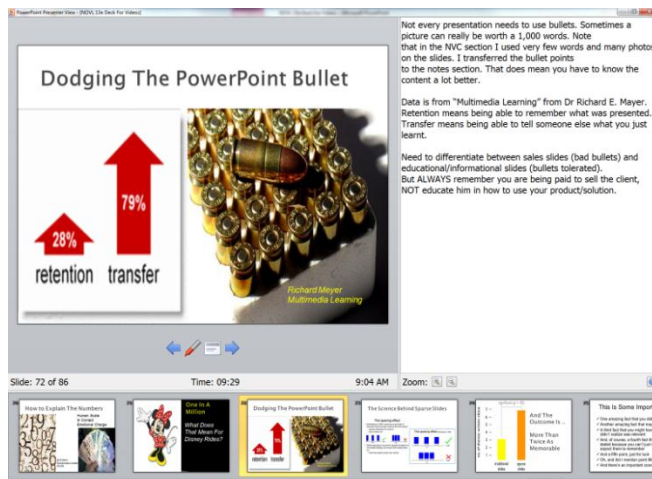 PowerPoint Presenter View - [NOVL 10e Deck For Videos]
Dodging The PowerPoint Bullet
28%
79%
retention transfer
Richard Meyer
Multimedia Learning
Not every presentation needs to use bullets. Sometimes a
picture can really be worth a 1,000 words. Note
that in the NVC section I used very few words and many photos
on the slides. I transferred the bullet points
to the notes section. That does mean you have to know the
content a lot better.
Data is from "Multimedia Learning" from Dr Richard E. Mayer.
Retention means being able to remember what was presented.
Transfer means being able to tell someone else what you just
learnt.
Need to differentiate between sales slides (bad bullets) and
educational/informational slides (bullets tolerated).
But ALWAYS remember you are being paid to sell the client,
NOT educate him in how to use your product/solution.
Slide: 72 of 86
Time: 09:29
9:04 AM
Zoom:
How to Explain The Numbers
One In A
Million
What Does
That Mean For
Disney Rides?
Dodging The PowerPoint Bullet
The Science Behind Sparse Slides
And The
Outcome Is ..
More Than
Twice As
Memorable
This Is Some Impor